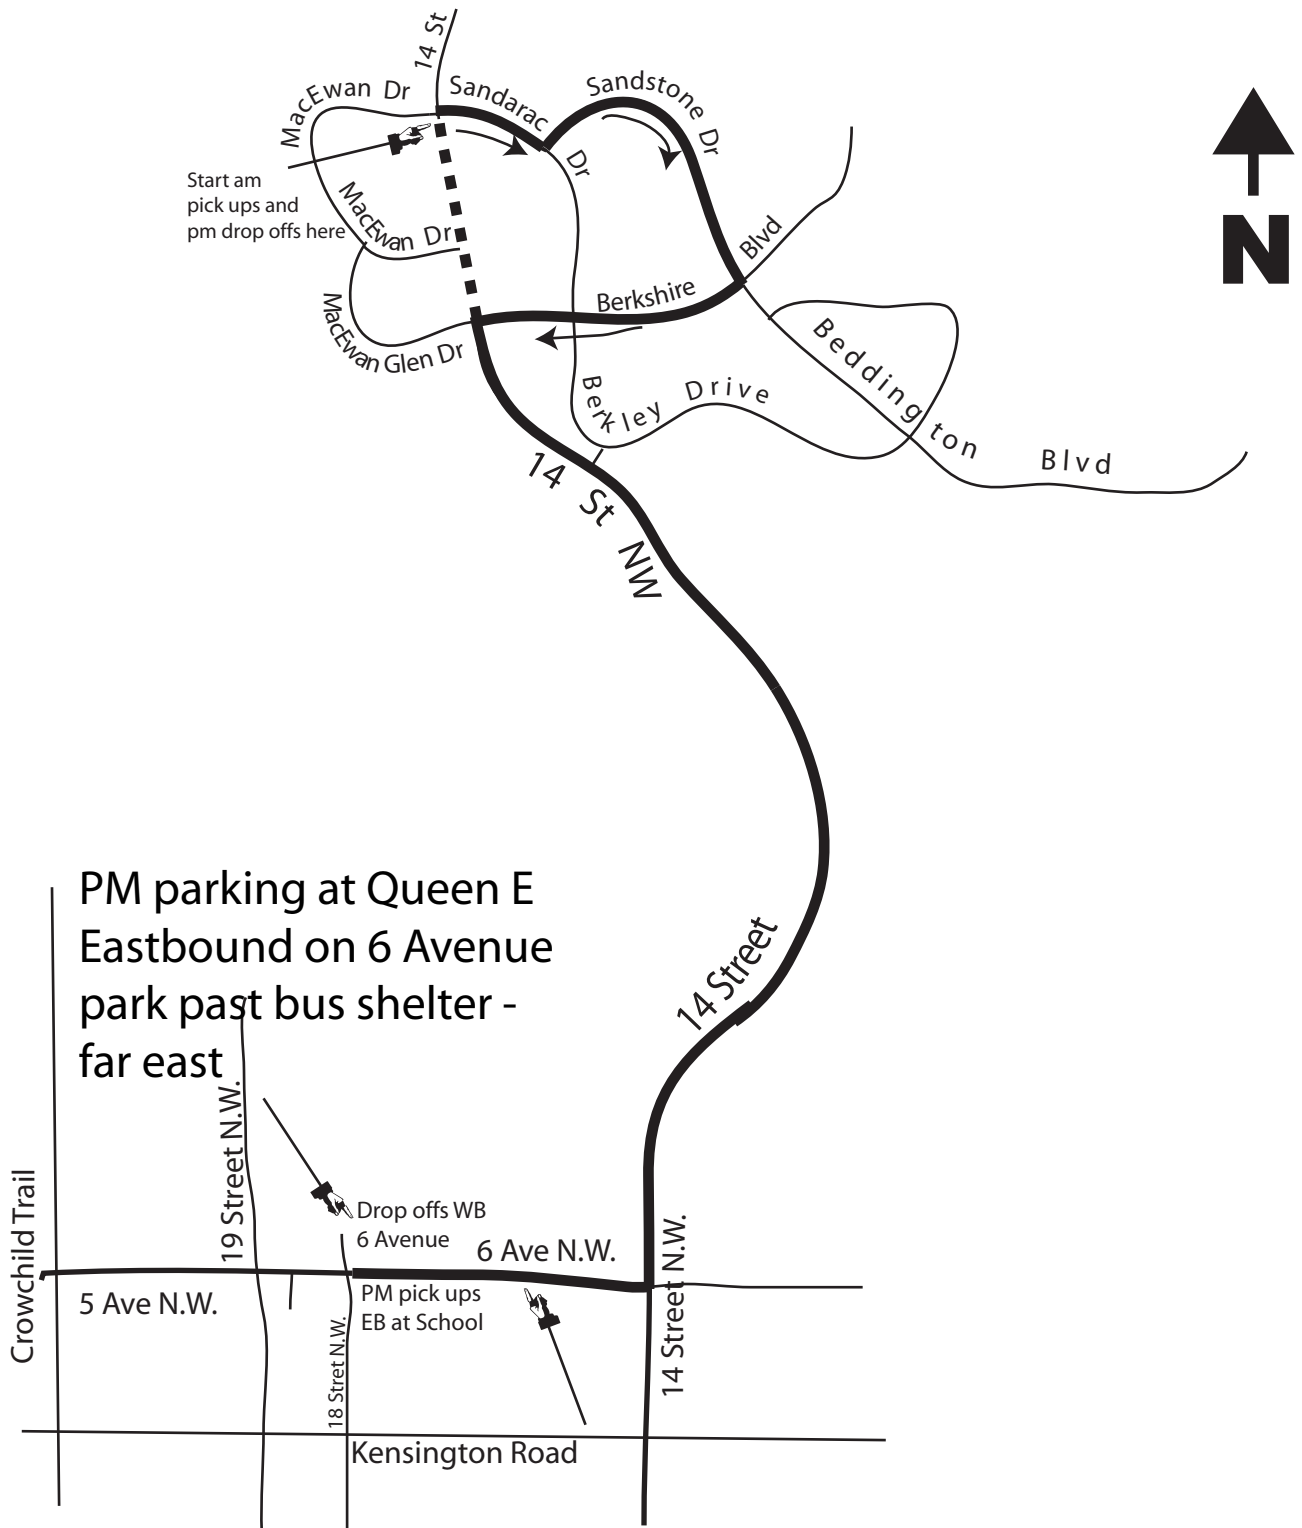 14 St
MacEwan Dr
Sandarac
Dr
Sandstone Dr
Start am
pick ups and
pm drop offs here
MacEwan Dr
Blvd
Berkshire
N
MacEwan Glen Dr
Berkley Drive
Beddington Blvd
14 St NW
PM parking at Queen E
Eastbound on 6 Avenue
park past bus shelter -
far east
14 Street
19 Street N.W.
Crowchild Trail
Drop offs WB
6 Avenue
6 Ave N.W.
5 Ave N.W.
PM pick ups
EB at School
18 Stret N.W.
14 Street N.W.
Kensington Road